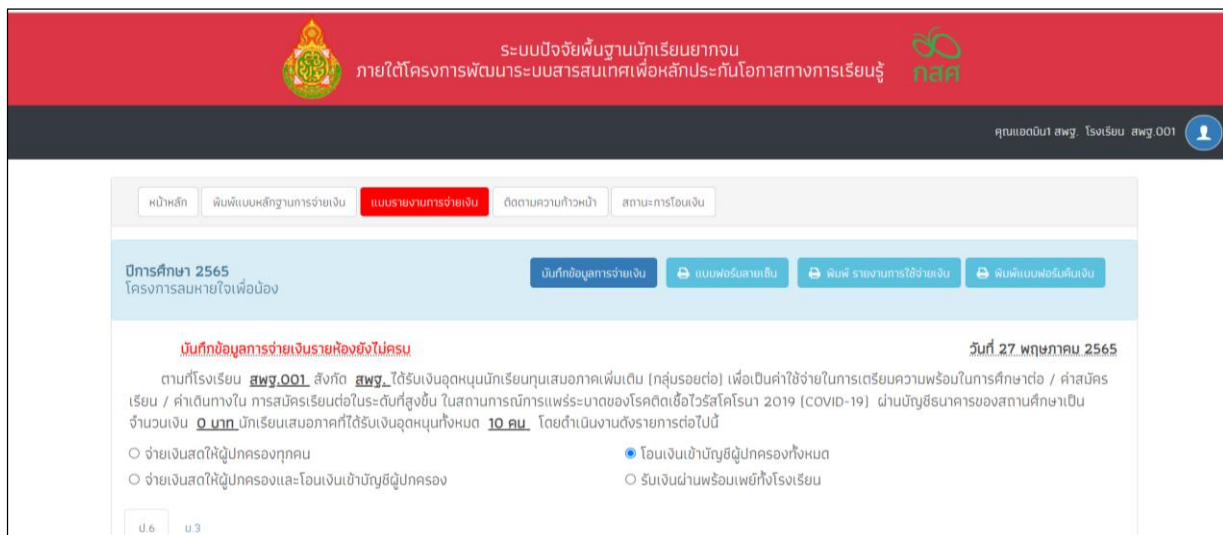 ระบบปัจจัยพื้นฐานนักเรียนยากจน
ภายใต้โครงการพัฒนาระบบสารสนเทศเพื่อหลักประกันโอกาสทางการเรียนรู้
กสศ
คุณแอดมิน1 สพฐ. โรงเรียน สพฐ.001
หน้าหลัก พิมพ์แบบหลักฐานการจ่ายเงิน แบบรายงานการจ่ายเงิน ติดตามความก้าวหน้า สถานะการโอนเงิน
ปีการศึกษา 2565
โครงการลมหายใจเพื่อน้อง
บันทึกข้อมูลการจ่ายเงิน แบบฟอร์มลายเซ็น พิมพ์ รายงานการใช้จ่ายเงิน พิมพ์แบบฟอร์มคืนเงิน
บันทึกข้อมูลการจ่ายเงินรายห้องยังไม่ครบ วันที่ 27 พฤษภาคม 2565
ตามที่โรงเรียน สพฐ.001 สังกัด สพฐ. ได้รับเงินอุดหนุนนักเรียนทุนเสมอภาคเพิ่มเติม (กลุ่มรอยต่อ) เพื่อเป็นค่าใช้จ่ายในการเตรียมความพร้อมในการศึกษาต่อ / ค่าสมัคร
เรียน / ค่าเดินทางใน การสมัครเรียนต่อในระดับที่สูงขึ้น ในสถานการณ์การแพร่ระบาดของโรคติดเชื้อไวรัสโคโรนา 2019 (COVID-19) ผ่านบัญชีธนาคารของสถานศึกษาเป็น
จำนวนเงิน 0 บาท นักเรียนเสมอภาคที่ได้รับเงินอุดหนุนทั้งหมด 10 คน โดยดำเนินงานดังรายการต่อไปนี้
จ่ายเงินสดให้ผู้ปกครองทุกคน โอนเงินเข้าบัญชีผู้ปกครองทั้งหมด
จ่ายเงินสดให้ผู้ปกครองและโอนเงินเข้าบัญชีผู้ปกครอง รับเงินผ่านพร้อมเพย์ทั้งโรงเรียน
ป.6 ม.3